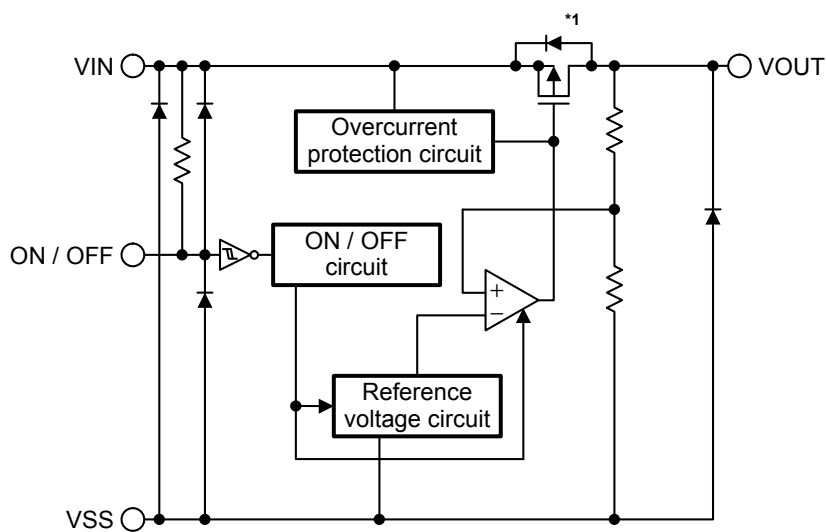 *1
VIN
VOUT
Overcurrent
protection circuit
ON / OFF
ON / OFF
circuit
+
−
Reference
voltage circuit
VSS